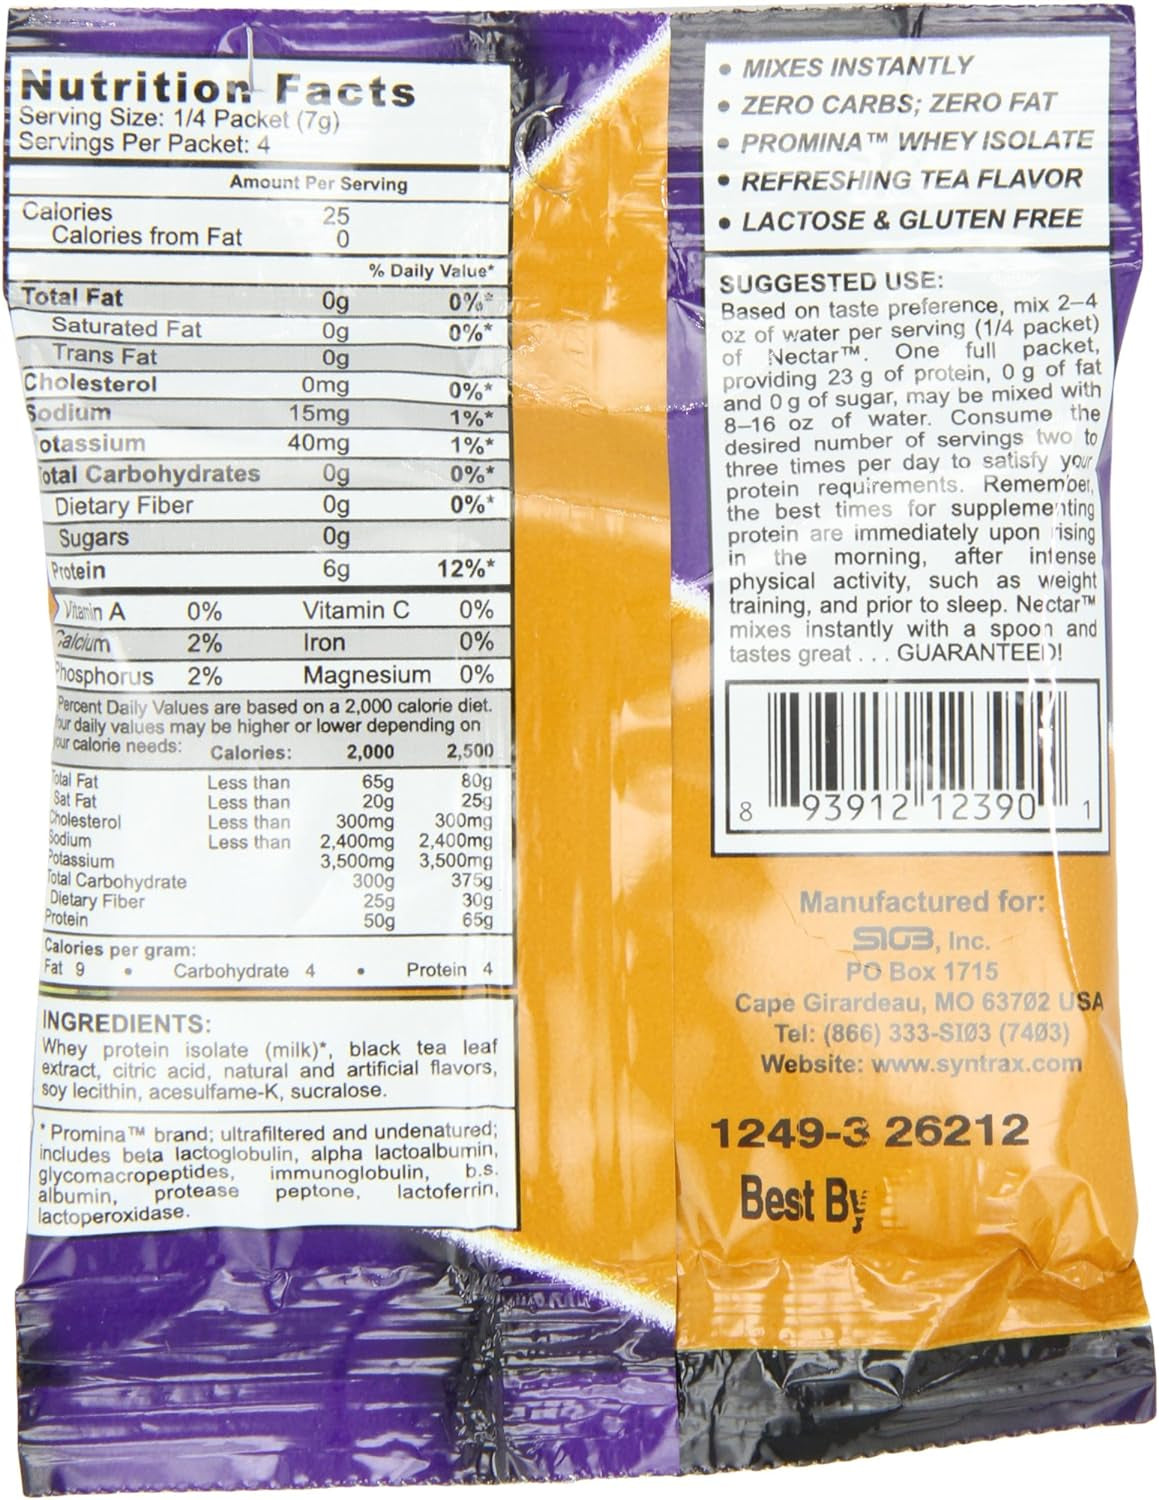 Nutrition Facts
Serving Size: 1/4 Packet (7g)
Servings Per Packet: 4
Amount Per Serving
Calories 25
Calories from Fat 0
% Daily Value*
Total Fat 0g 0%*
Saturated Fat 0g 0%*
Trans Fat 0g
Cholesterol 0mg 0%*
Sodium 15mg 1%*
otassium 40mg 1%*
otal Carbohydrates 0g 0%*
Dietary Fiber 0g 0%*
Sugars 0g
Protein 6g 12%*
Vitamin A 0% Vitamin C 0%
Calcium 2% Iron 0%
Phosphorus 2% Magnesium 0%
Percent Daily Values are based on a 2,000 calorie diet.
our daily values may be higher or lower depending on
your calorie needs: Calories: 2,000 2,500
Total Fat Less than 65g 80g
Sat Fat Less than 20g 25g
Cholesterol Less than 300mg 300mg
Sodium Less than 2,400mg 2,400mg
Potassium 3,500mg 3,500mg
Total Carbohydrate 300g 375g
Dietary Fiber 25g 30g
Protein 50g 65g
Calories per gram:
Fat 9 • Carbohydrate 4 • Protein 4
INGREDIENTS:
Whey protein isolate (milk)*, black tea leaf
extract, citric acid, natural and artificial flavors,
soy lecithin, acesulfame-K, sucralose.
* Promina™ brand; ultrafiltered and undenatured;
includes beta lactoglobulin, alpha lactoalbumin,
glycomacropeptides, immunoglobulin, b.s.
albumin, protease peptone, lactoferrin,
lactoperoxidase.
• MIXES INSTANTLY
• ZERO CARBS; ZERO FAT
• PROMINA™ WHEY ISOLATE
• REFRESHING TEA FLAVOR
• LACTOSE & GLUTEN FREE
SUGGESTED USE:
Based on taste preference, mix 2–4
oz of water per serving (1/4 packet)
of Nectar™. One full packet,
providing 23 g of protein, 0 g of fat
and 0 g of sugar, may be mixed with
8–16 oz of water. Consume the
desired number of servings two to
three times per day to satisfy your
protein requirements. Remember,
the best times for supplementing
protein are immediately upon rising
in the morning, after intense
physical activity, such as weight
training, and prior to sleep. Nectar™
mixes instantly with a spoon and
tastes great . . . GUARANTEED!
8 93912 12390 1
Manufactured for:
SI03, Inc.
PO Box 1715
Cape Girardeau, MO 63702 USA
Tel: (866) 333-SI03 (7403)
Website: www.syntrax.com
1249-3 26212
Best By